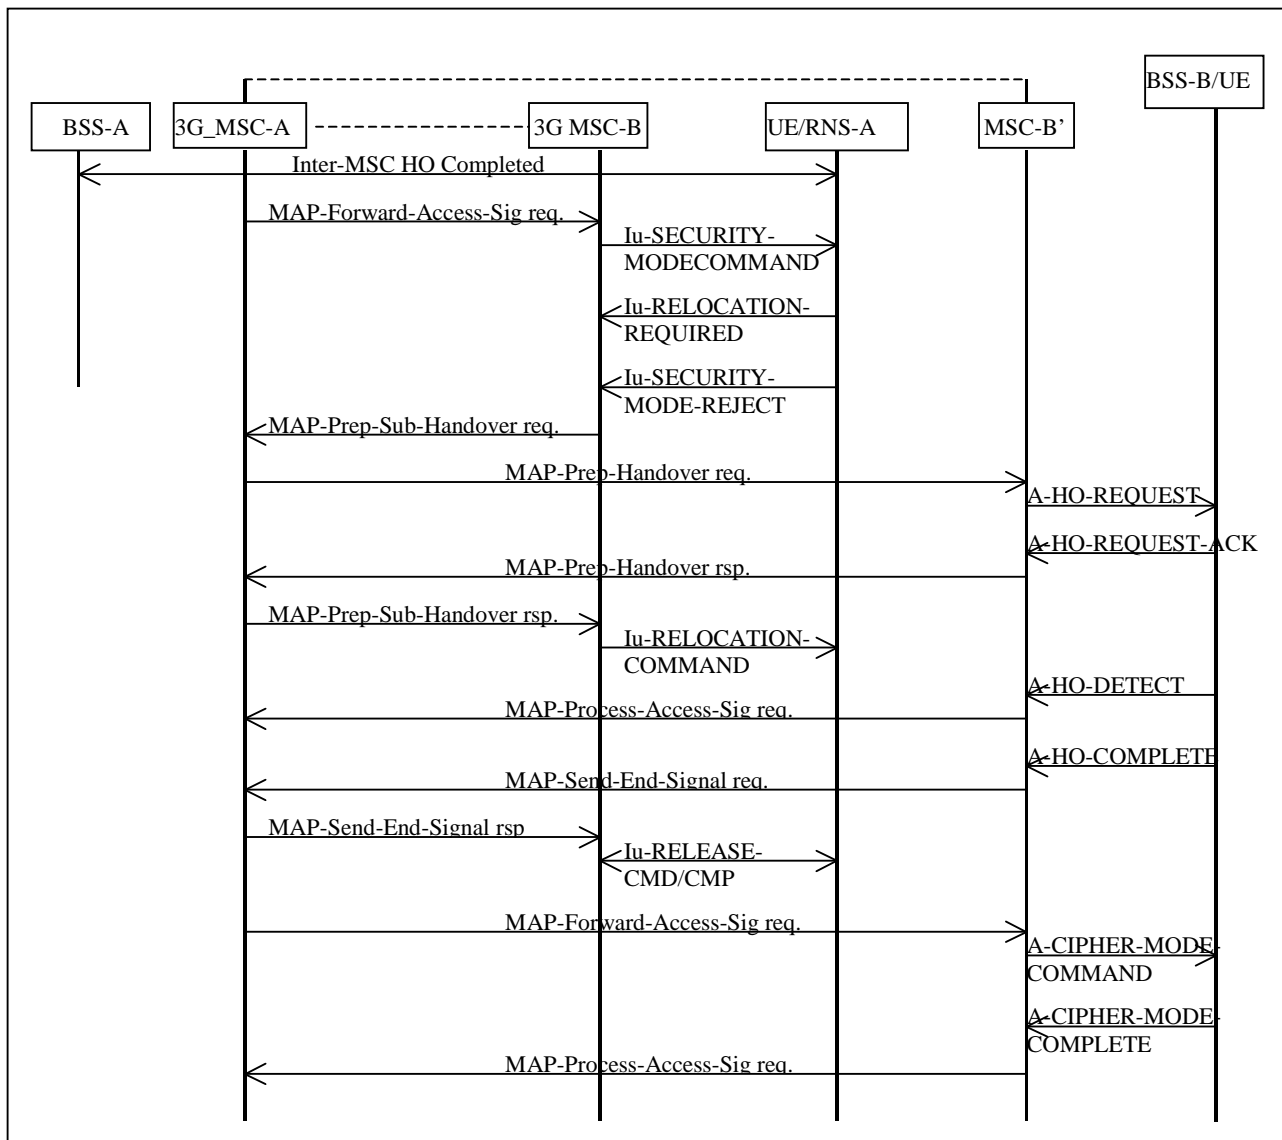 BSS-B/UE
BSS-A
3G_MSC-A
3G MSC-B
UE/RNS-A
MSC-B’
Inter-MSC HO Completed
MAP-Forward-Access-Sig req.
Iu-SECURITY-
MODECOMMAND
Iu-RELOCATION-
REQUIRED
Iu-SECURITY-
MODE-REJECT
MAP-Prep-Sub-Handover req.
MAP-Prep-Handover req.
A-HO-REQUEST
A-HO-REQUEST-ACK
MAP-Prep-Handover rsp.
MAP-Prep-Sub-Handover rsp.
Iu-RELOCATION-
COMMAND
A-HO-DETECT
MAP-Process-Access-Sig req.
A-HO-COMPLETE
MAP-Send-End-Signal req.
MAP-Send-End-Signal rsp
Iu-RELEASE-
CMD/CMP
MAP-Forward-Access-Sig req.
A-CIPHER-MODE-
COMMAND
A-CIPHER-MODE-
COMPLETE
MAP-Process-Access-Sig req.